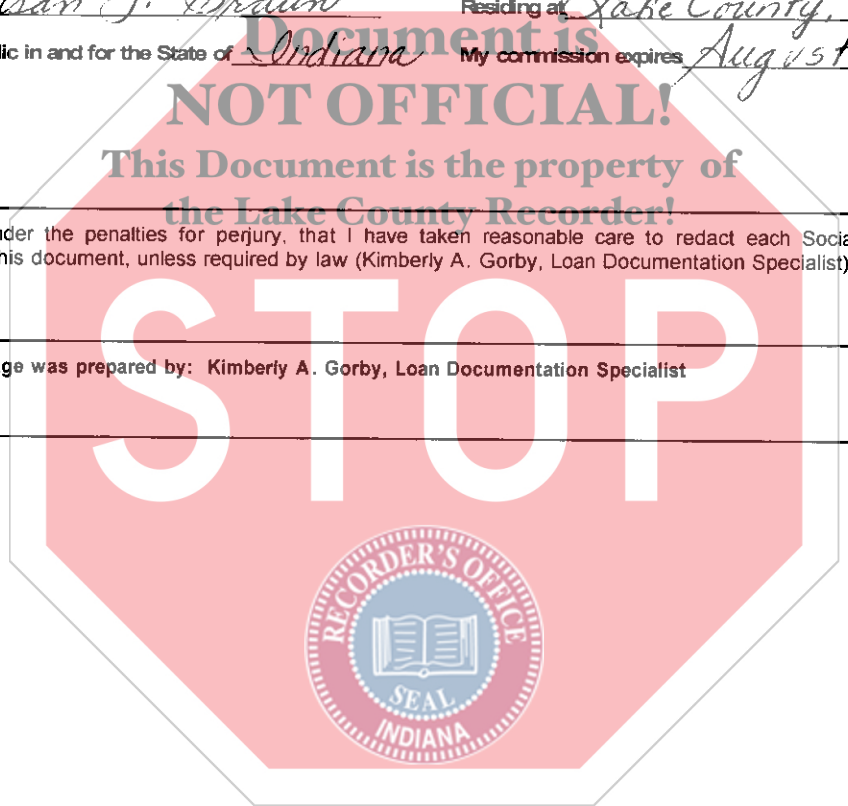 Residing at Lake County,
lic in and for the State of Indiana My commission expires August
Document is
NOT OFFICIAL!
This Document is the property of
the Lake County Recorder!
der the penalties for perjury, that I have taken reasonable care to redact each Socia
his document, unless required by law (Kimberly A. Gorby, Loan Documentation Specialist)
STOP
ge was prepared by: Kimberly A. Gorby, Loan Documentation Specialist
RECORDER'S OFFICE
SEAL
INDIANA